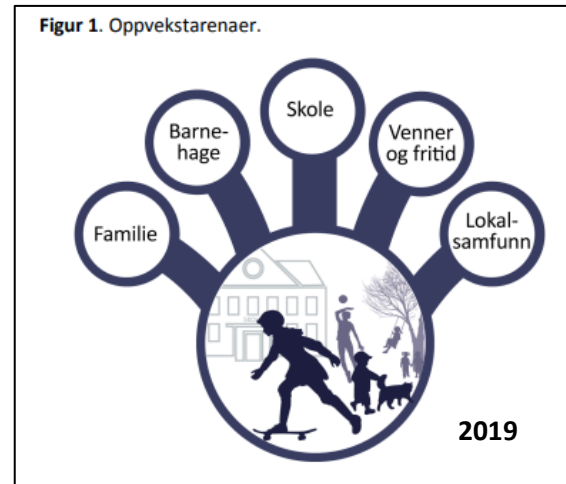 Figur 1. Oppvekstarenaer.
Skole
Barne-
hage
Venner
og fritid
Familie
Lokal-
samfunn
2019